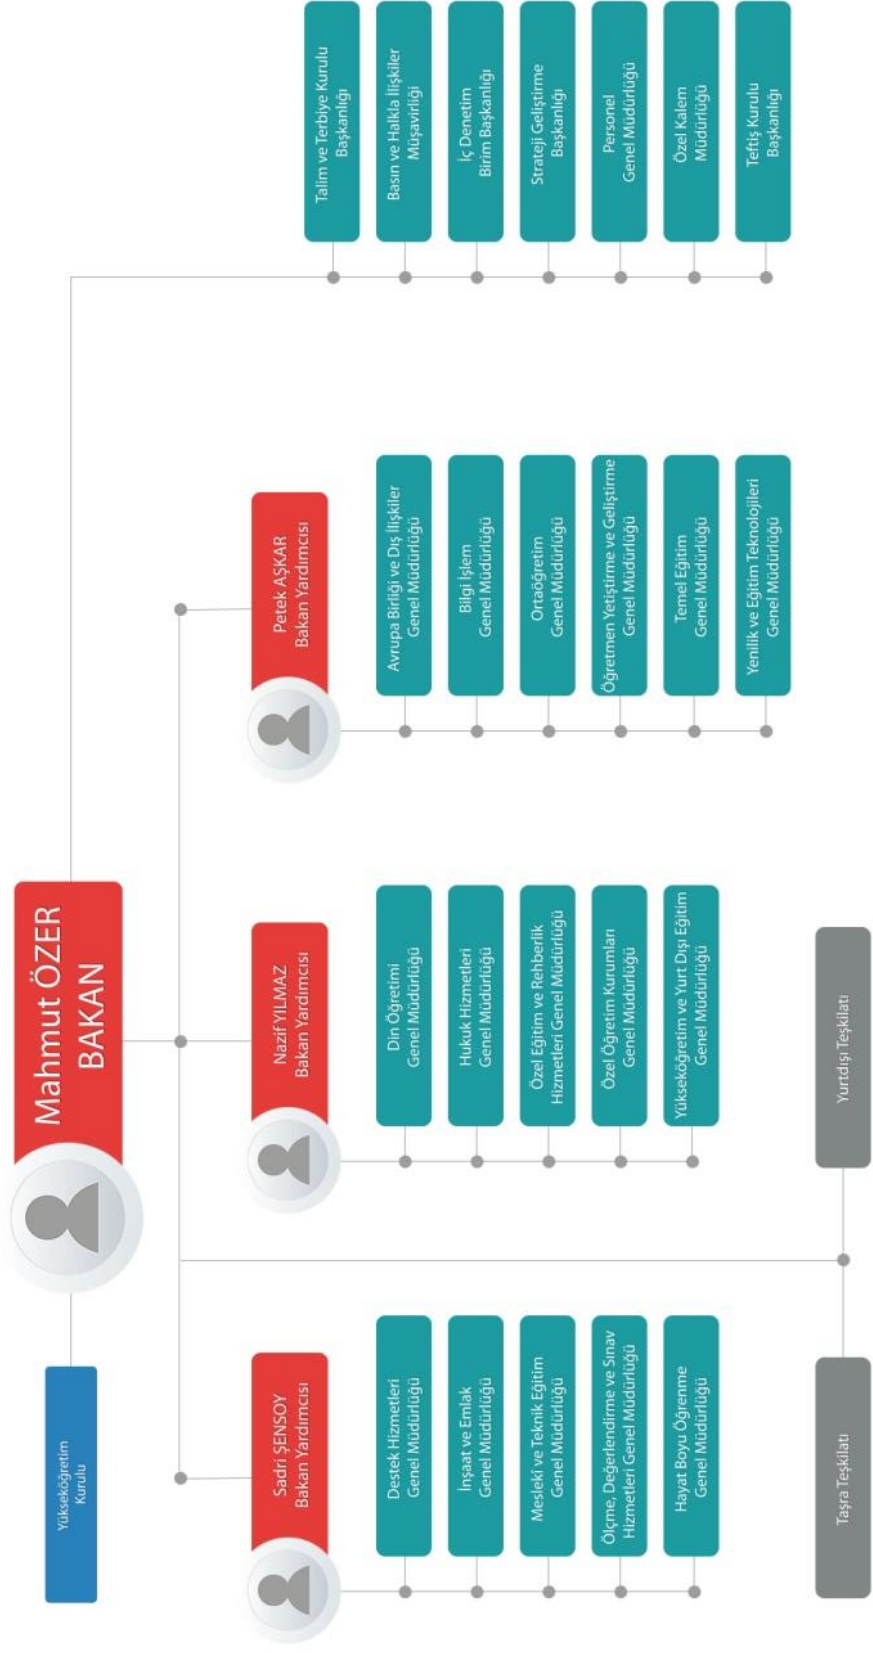 Mahmut ÖZER
BAKAN
Yükseköğretim
Kurulu
Sadri ŞENSOY
Bakan Yardımcısı
Destek Hizmetleri
Genel Müdürlüğü
İnşaat ve Emlak
Genel Müdürlüğü
Mesleki ve Teknik Eğitim
Genel Müdürlüğü
Ölçme, Değerlendirme ve Sınav
Hizmetleri Genel Müdürlüğü
Hayat Boyu Öğrenme
Genel Müdürlüğü
Nazif YILMAZ
Bakan Yardımcısı
Din Öğretimi
Genel Müdürlüğü
Hukuk Hizmetleri
Genel Müdürlüğü
Özel Eğitim ve Rehberlik
Hizmetleri Genel Müdürlüğü
Özel Öğretim Kurumları
Genel Müdürlüğü
Yükseköğretim ve Yurt Dışı Eğitim
Genel Müdürlüğü
Petek AŞKAR
Bakan Yardımcısı
Avrupa Birliği ve Dış İlişkiler
Genel Müdürlüğü
Bilgi İşlem
Genel Müdürlüğü
Ortaöğretim
Genel Müdürlüğü
Öğretmen Yetiştirme ve Geliştirme
Genel Müdürlüğü
Temel Eğitim
Genel Müdürlüğü
Yenilik ve Eğitim Teknolojileri
Genel Müdürlüğü
Talim ve Terbiye Kurulu
Başkanlığı
Basın ve Halkla İlişkiler
Müşavirliği
İç Denetim
Birim Başkanlığı
Strateji Geliştirme
Başkanlığı
Personel
Genel Müdürlüğü
Özel Kalem
Müdürlüğü
Teftiş Kurulu
Başkanlığı
Taşra Teşkilatı
Yurtdışı Teşkilatı